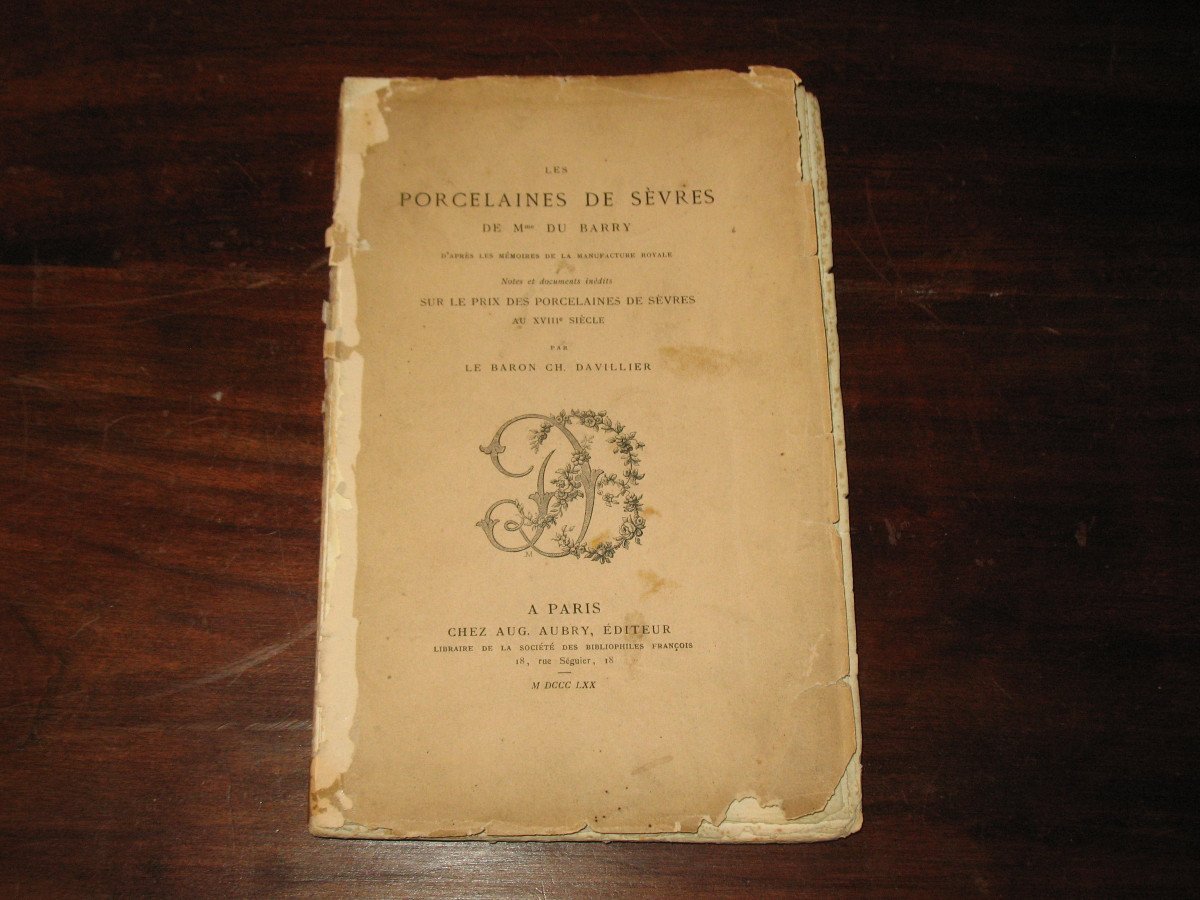 LES
PORCELAINES DE SÈVRES
DE Mme DU BARRY
D'APRÈS LES MÉMOIRES DE LA MANUFACTURE ROYALE
Notes et documents inédits
SUR LE PRIX DES PORCELAINES DE SÈVRES
AU XVIIIe SIÈCLE
PAR
LE BARON CH. DAVILLIER
M
A PARIS
CHEZ AUG. AUBRY, ÉDITEUR
LIBRAIRE DE LA SOCIÉTÉ DES BIBLIOPHILES FRANÇOIS
18, rue Séguier, 18
M DCCC LXX